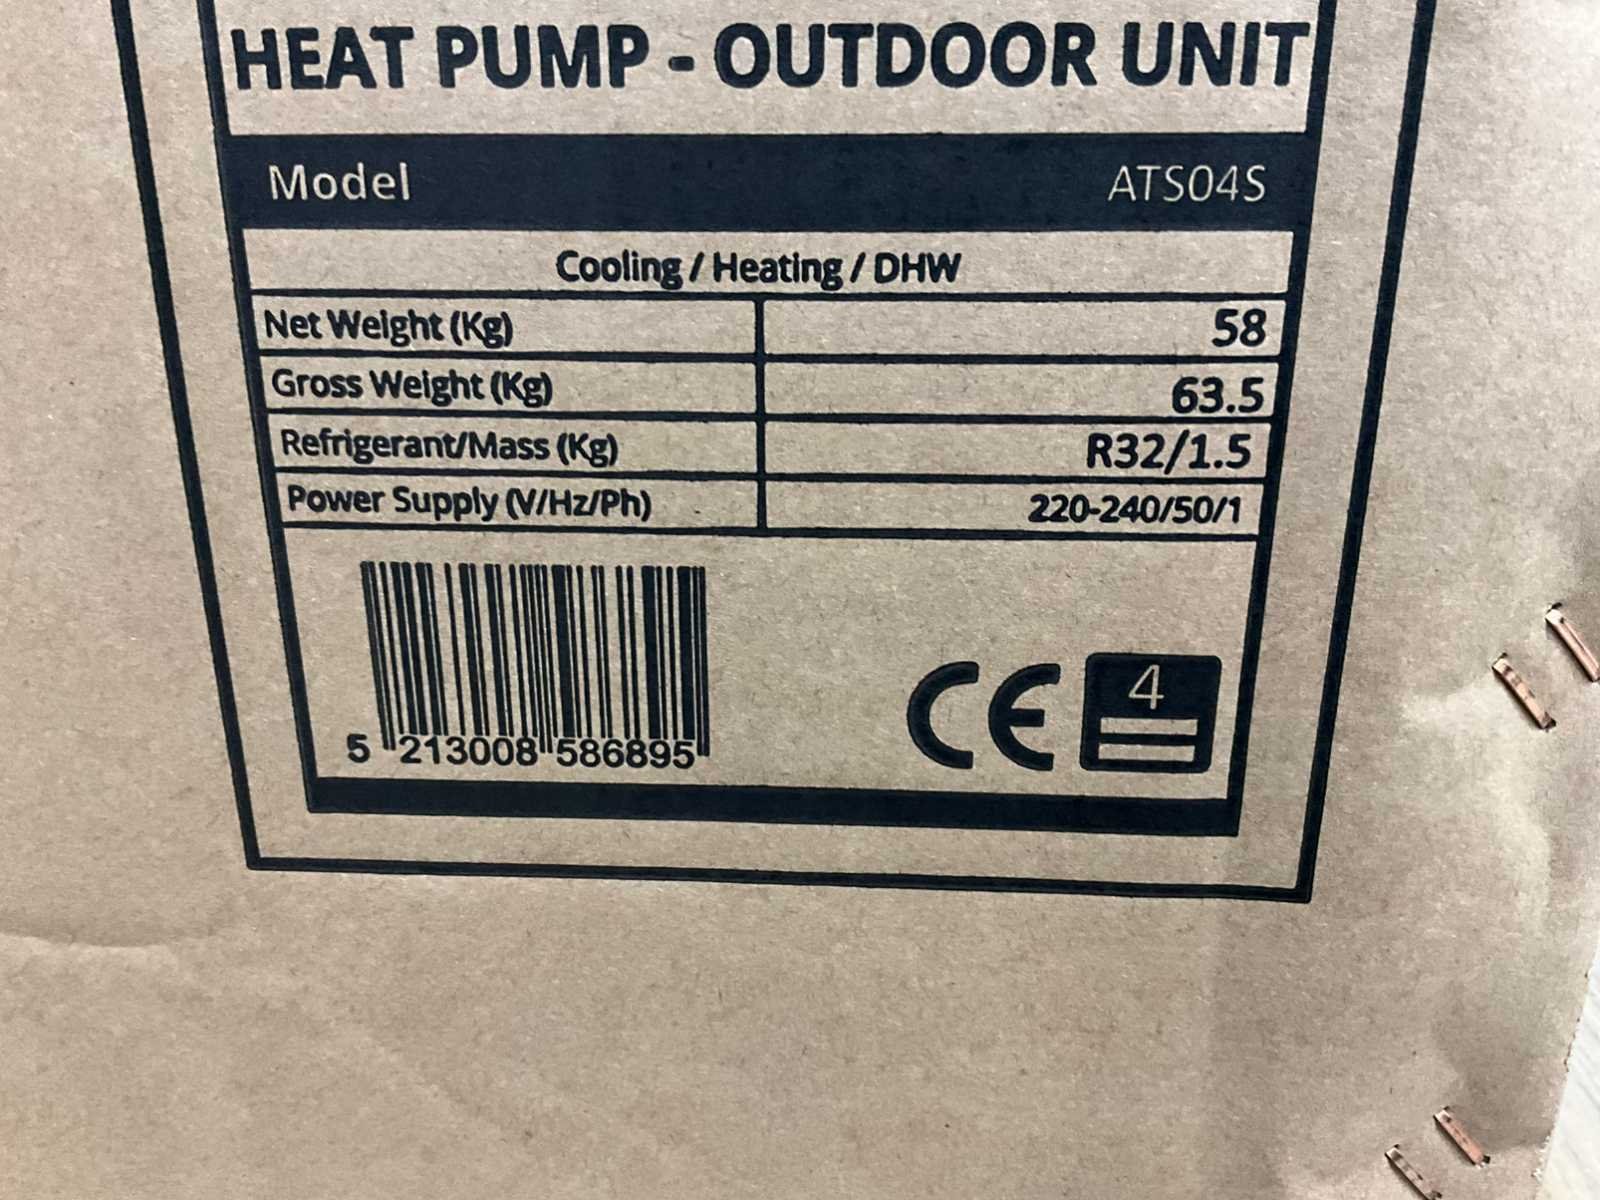 HEAT PUMP - OUTDOOR UNIT
Model ATS04S
Cooling / Heating / DHW
Net Weight (Kg) 58
Gross Weight (Kg) 63.5
Refrigerant/Mass (Kg) R32/1.5
Power Supply (V/Hz/Ph) 220-240/50/1
5 213008 586895
CE 4